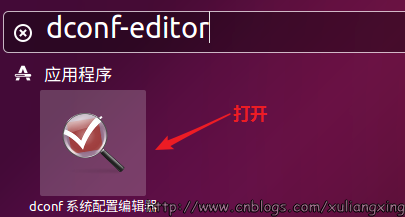 dconf-editor
应用程序
打开
dconf 系统配置编辑器
http://www.cnblogs.com/xuliangxing